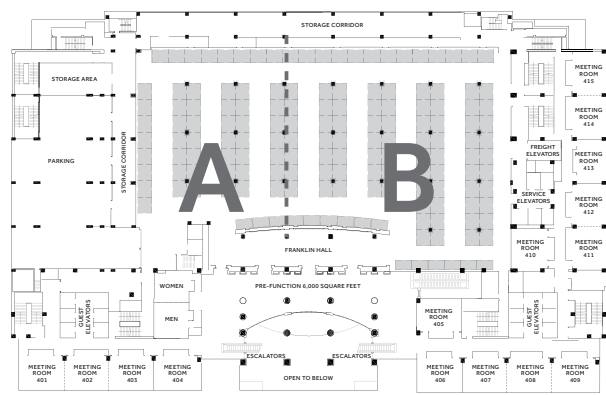 STORAGE CORRIDOR
MEETING
ROOM
415
STORAGE AREA
MEETING
ROOM
414
PARKING
STORAGE CORRIDOR
A
B
FREIGHT
ELEVATORS
MEETING
ROOM
413
SERVICE
ELEVATORS
MEETING
ROOM
412
FRANKLIN HALL
MEETING
ROOM
410
MEETING
ROOM
411
WOMEN
PRE-FUNCTION 6,000 SQUARE FEET
GUEST
ELEVATORS
MEN
MEETING
ROOM
405
GUEST
ELEVATORS
ESCALATORS
ESCALATORS
MEETING
ROOM
401
MEETING
ROOM
402
MEETING
ROOM
403
MEETING
ROOM
404
OPEN TO BELOW
MEETING
ROOM
406
MEETING
ROOM
407
MEETING
ROOM
408
MEETING
ROOM
409